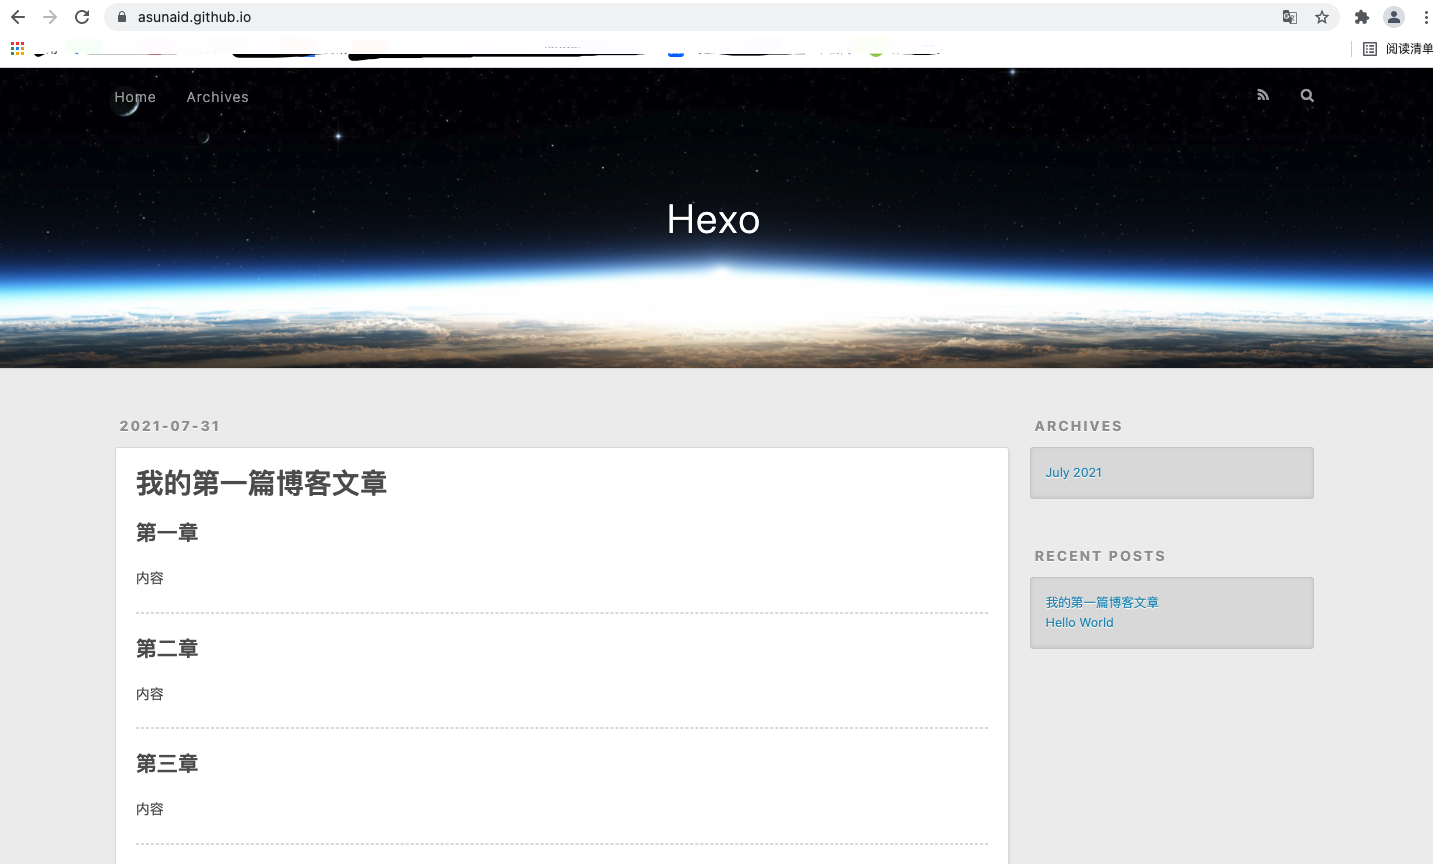 asunaid.github.io
阅读清单
Home Archives
Hexo
2021-07-31
我的第一篇博客文章
第一章
内容
第二章
内容
第三章
内容
ARCHIVES
July 2021
RECENT POSTS
我的第一篇博客文章
Hello World